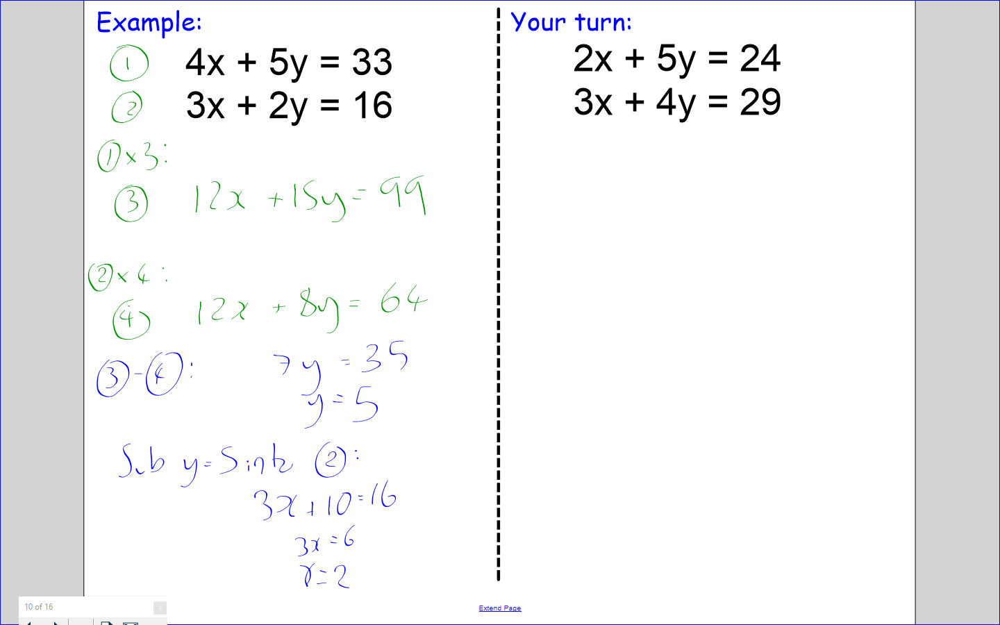 Example:
① 4x + 5y = 33
② 3x + 2y = 16
① x 3:
③ 12x + 15y = 99
② x 4:
④ 12x + 8y = 64
③ - ④: 7y = 35
y = 5
Sub y = 5 into ②:
3x + 10 = 16
3x = 6
x = 2
Your turn:
2x + 5y = 24
3x + 4y = 29
10 of 16
Extend Page